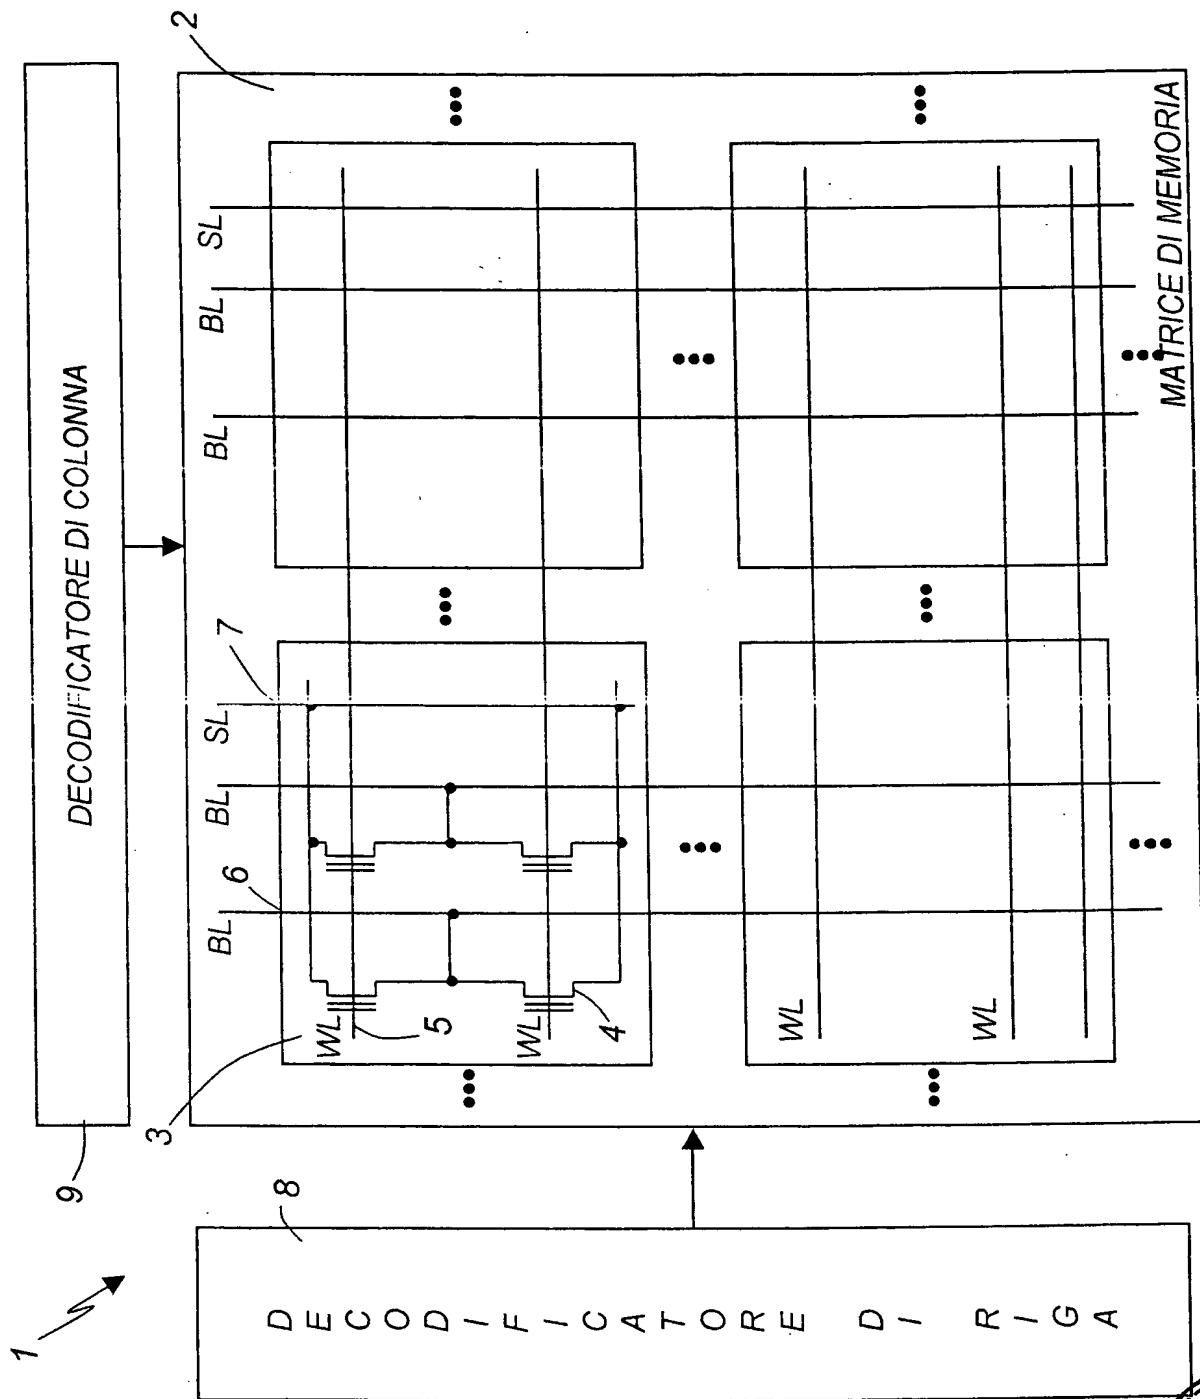 1
9
DECODIFICATORE DI COLONNA
2
3
BL
6
BL
SL
7
BL
BL
SL
WL
5
WL
4
8
DECODIFICATORE DI RIGA
WL
WL
MATRICE DI MEMORIA